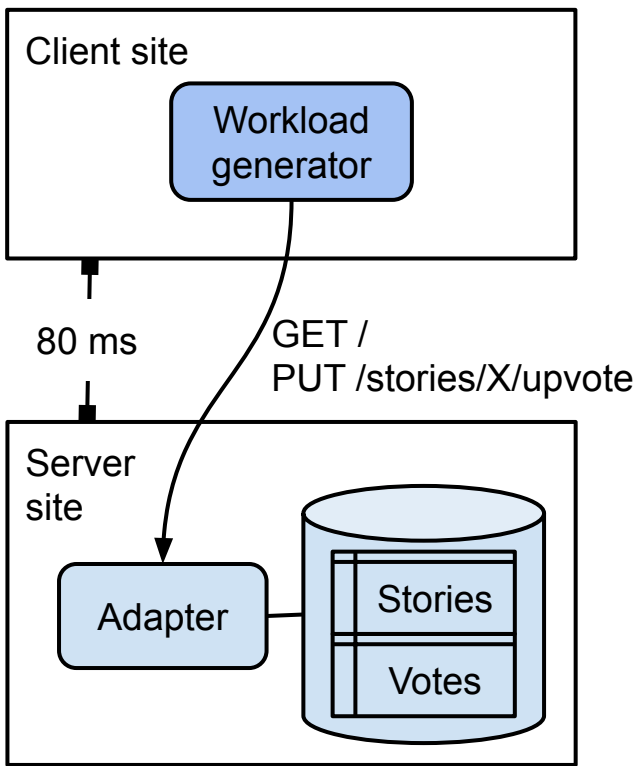 Client site
Workload
generator
80 ms
GET /
PUT /stories/X/upvote
Server
site
Adapter
Stories
Votes